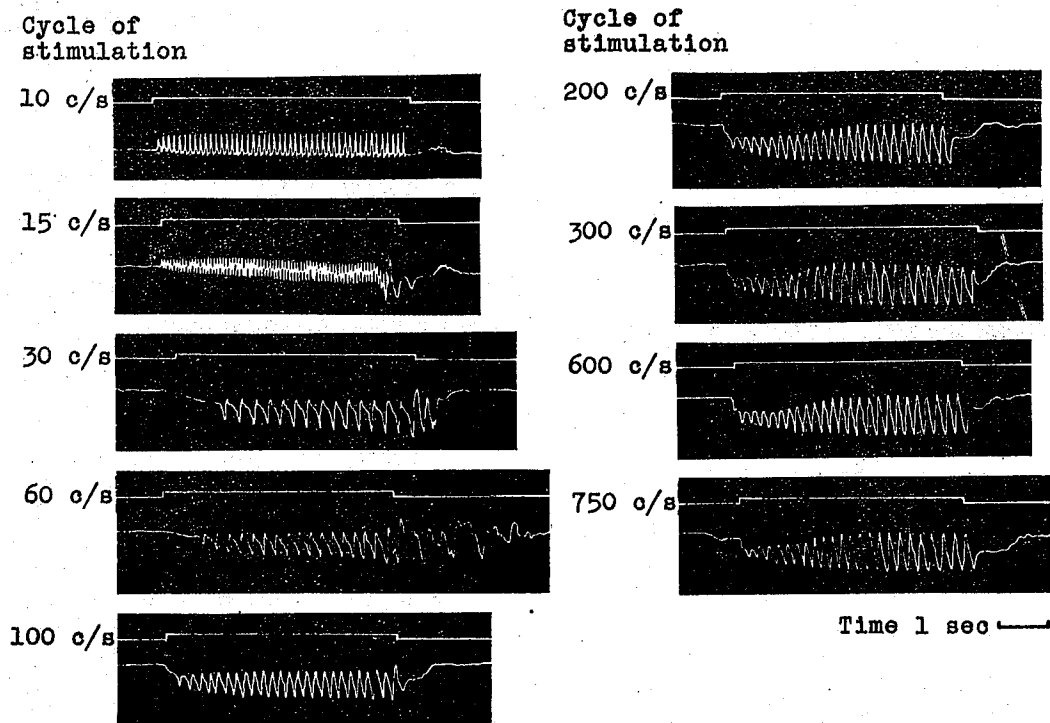 Cycle of
stimulation
10 c/s
15 c/s
30 c/s
60 c/s
100 c/s
Cycle of
stimulation
200 c/s
300 c/s
600 c/s
750 c/s
Time 1 sec